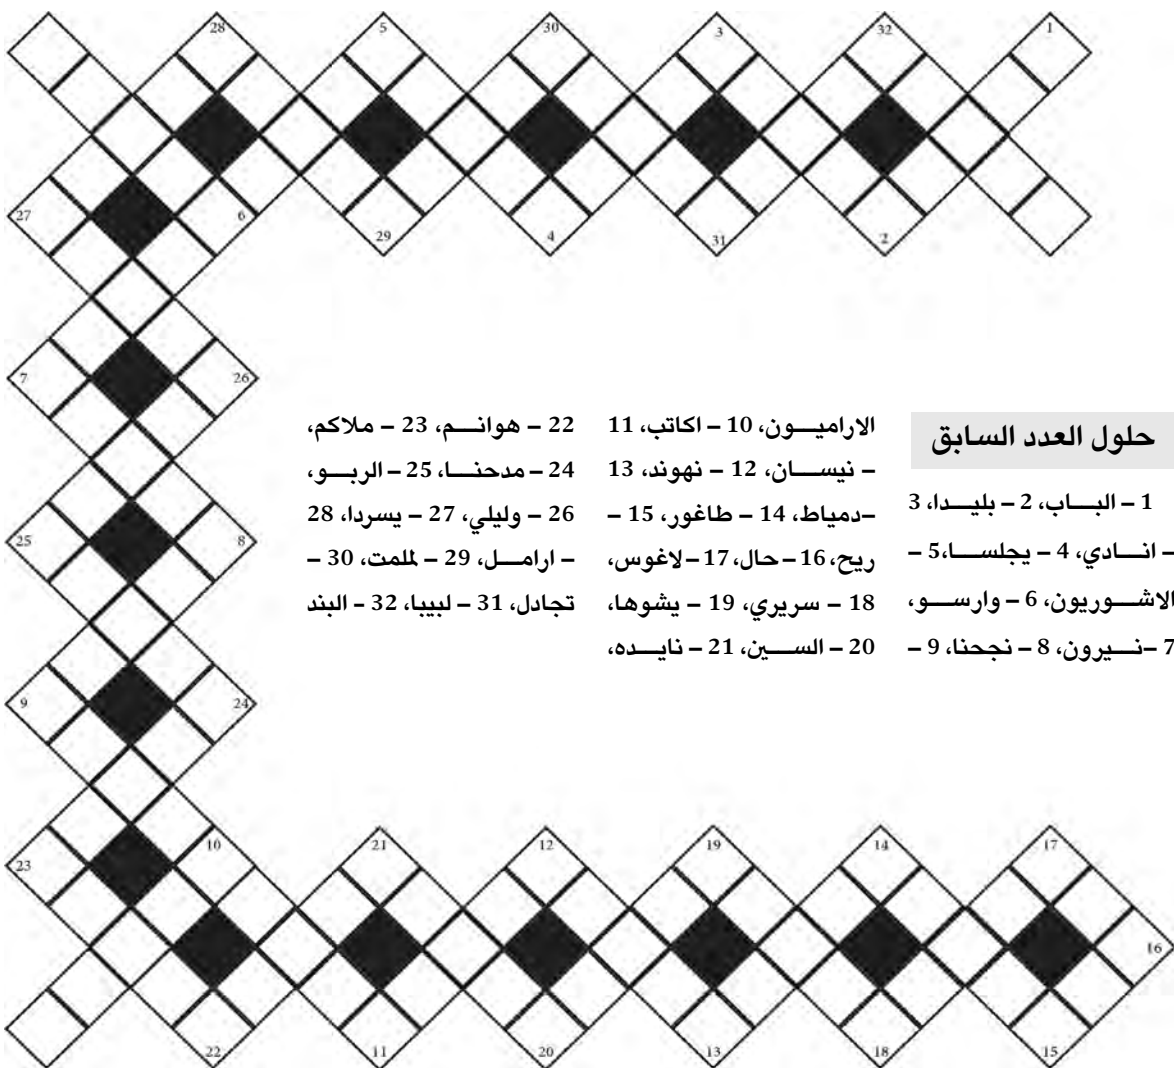 28 5 30 3 32 1
27 6 29 4 31 2
7 26
حلول العدد السابق
1 – البـــاب، 2 – بليـــدا، 3
– انـــادي، 4 – يجلســـا،5 –
الاشـــوريون، 6 – وارســـو،
7 –نـــيرون، 8 – نجحنا، 9 –
الاراميـــون، 10 – اكاتب، 11
– نيســـان، 12 – نهوند، 13
–دمياط، 14 – طاغور، 15 –
ريح، 16 – حال، 17 –لاغوس،
18 – سريري، 19 – يشوها،
20 – الســـين، 21 – نايـــده،
22 – هوانـــم، 23 – ملاكم،
24 – مدحنـــا، 25 – الربـــو،
26 – وليلي، 27 – يسردا، 28
– ارامـــل، 29 – لملمت، 30 –
تجادل، 31 – لبيبا، 32 – البند
25 8
9 24
23 10 21 12 19 14 17
16
22 11 20 13 18 15